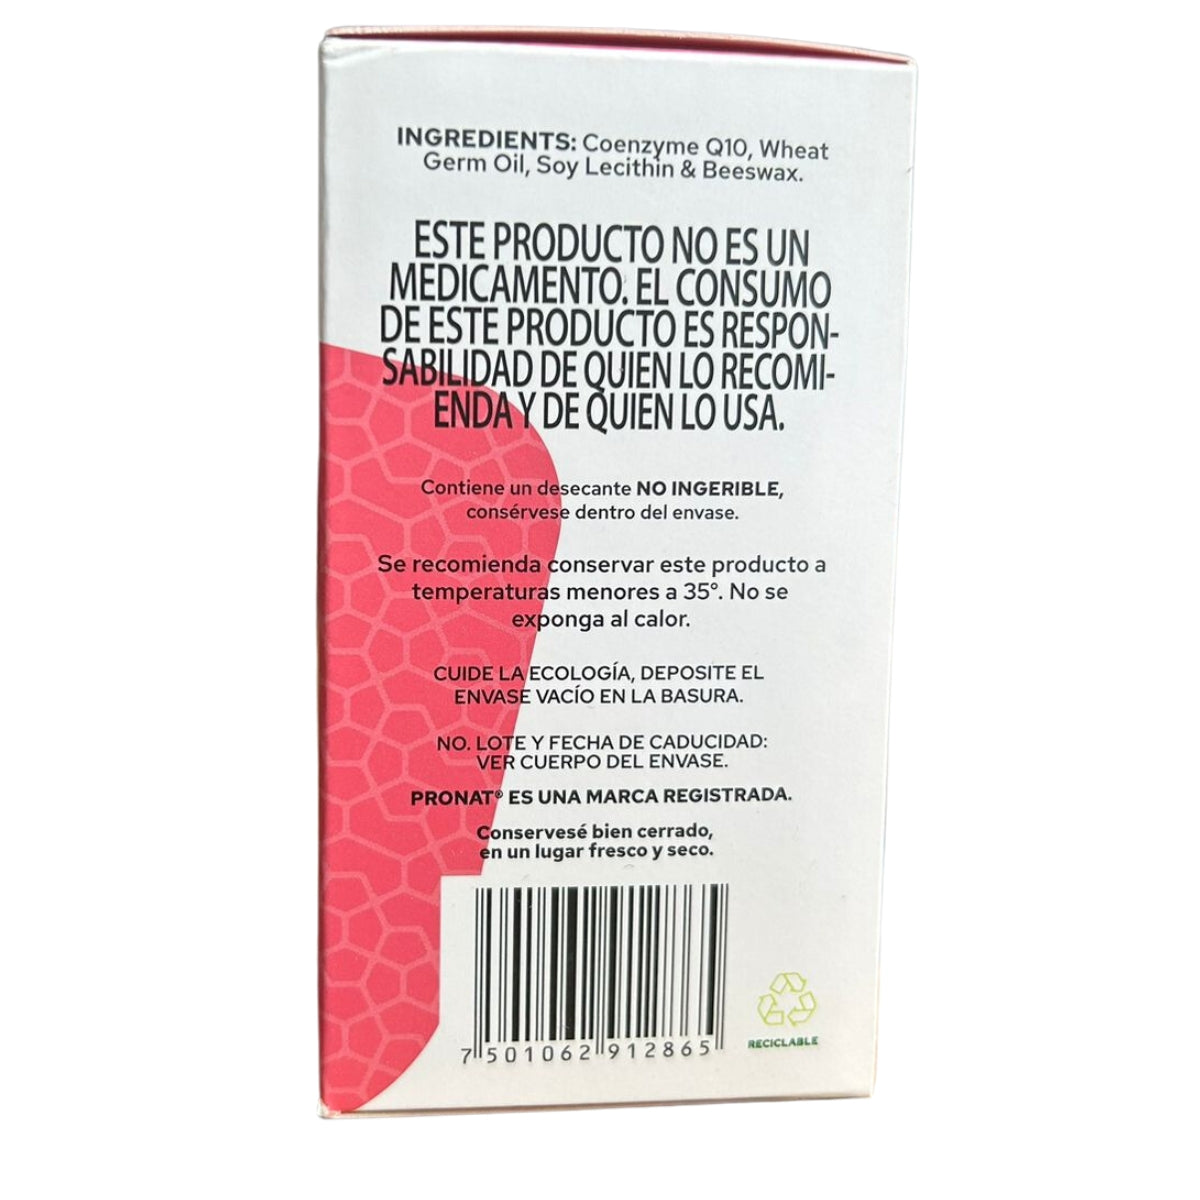 INGREDIENTS: Coenzyme Q10, Wheat
Germ Oil, Soy Lecithin & Beeswax.
ESTE PRODUCTO NO ES UN
MEDICAMENTO. EL CONSUMO
DE ESTE PRODUCTO ES RESPON-
SABILIDAD DE QUIEN LO RECOMI-
ENDA Y DE QUIEN LO USA.
Contiene un desecante NO INGERIBLE,
consérvese dentro del envase.
Se recomienda conservar este producto a
temperaturas menores a 35°. No se
exponga al calor.
CUIDE LA ECOLOGÍA, DEPOSITE EL
ENVASE VACÍO EN LA BASURA.
NO. LOTE Y FECHA DE CADUCIDAD:
VER CUERPO DEL ENVASE.
PRONAT® ES UNA MARCA REGISTRADA.
Conservesé bien cerrado,
en un lugar fresco y seco.
7 501062 912865
RECICLABLE